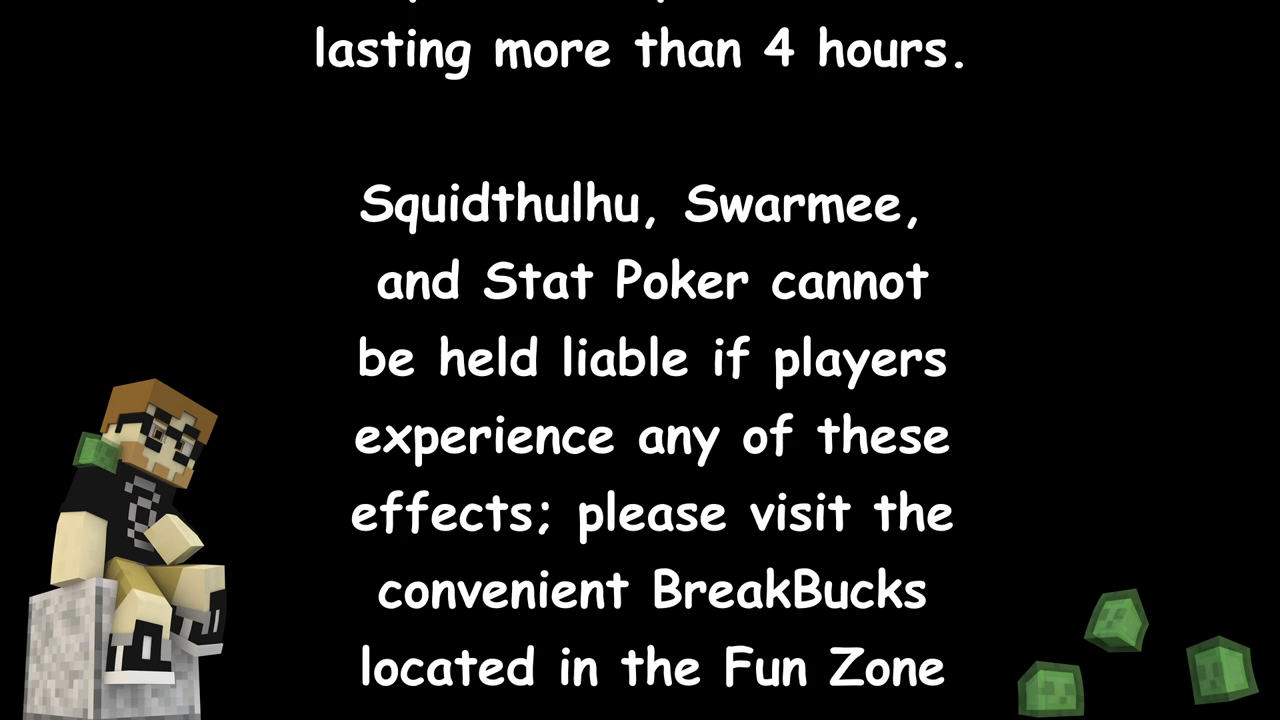 lasting more than 4 hours.
Squidthulhu, Swarmee,
and Stat Poker cannot
be held liable if players
experience any of these
effects; please visit the
convenient BreakBucks
located in the Fun Zone